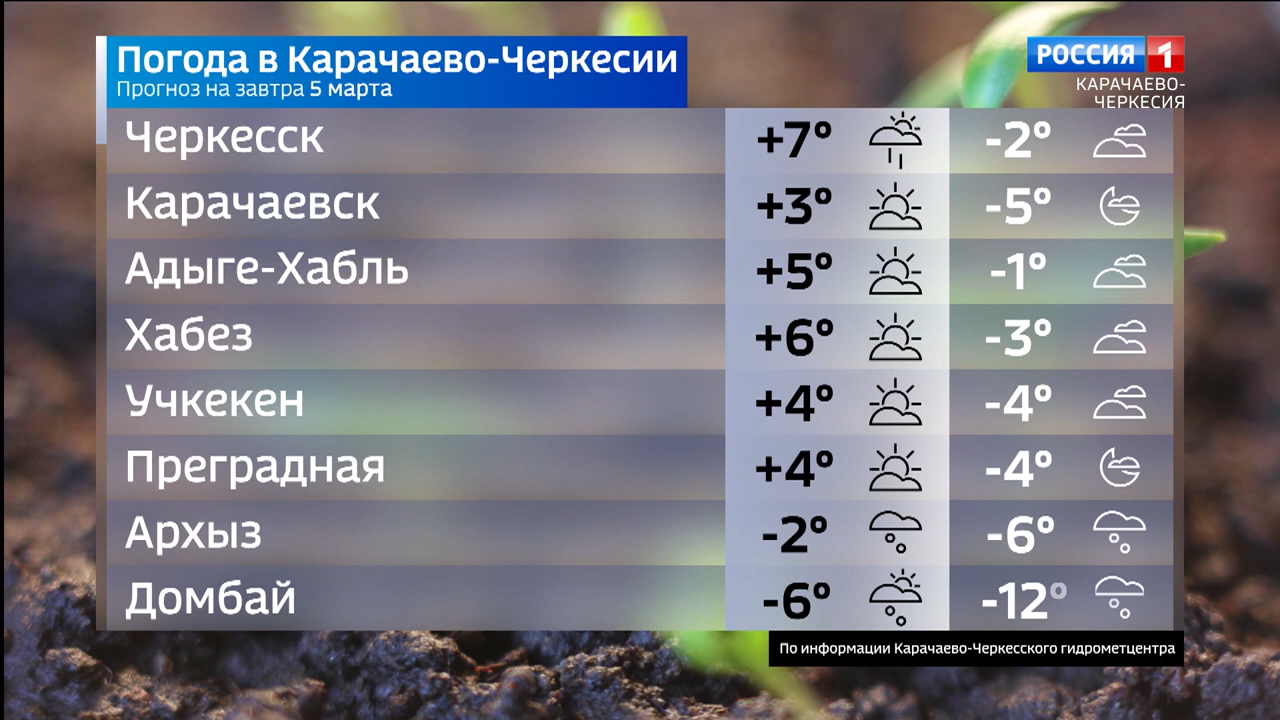 Погода в Карачаево-Черкесии
Прогноз на завтра 5 марта
РОССИЯ 1
КАРАЧАЕВО-
ЧЕРКЕСИЯ
Черкесск +7° -2°
Карачаевск +3° -5°
Адыге-Хабль +5° -1°
Хабез +6° -3°
Учкекен +4° -4°
Преградная +4° -4°
Архыз -2° -6°
Домбай -6° -12°
По информации Карачаево-Черкесского гидрометцентра